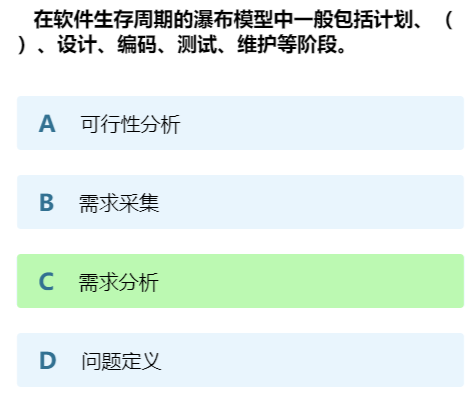 在软件生存周期的瀑布模型中一般包括计划、（
）、设计、编码、测试、维护等阶段。
A 可行性分析
B 需求采集
C 需求分析
D 问题定义